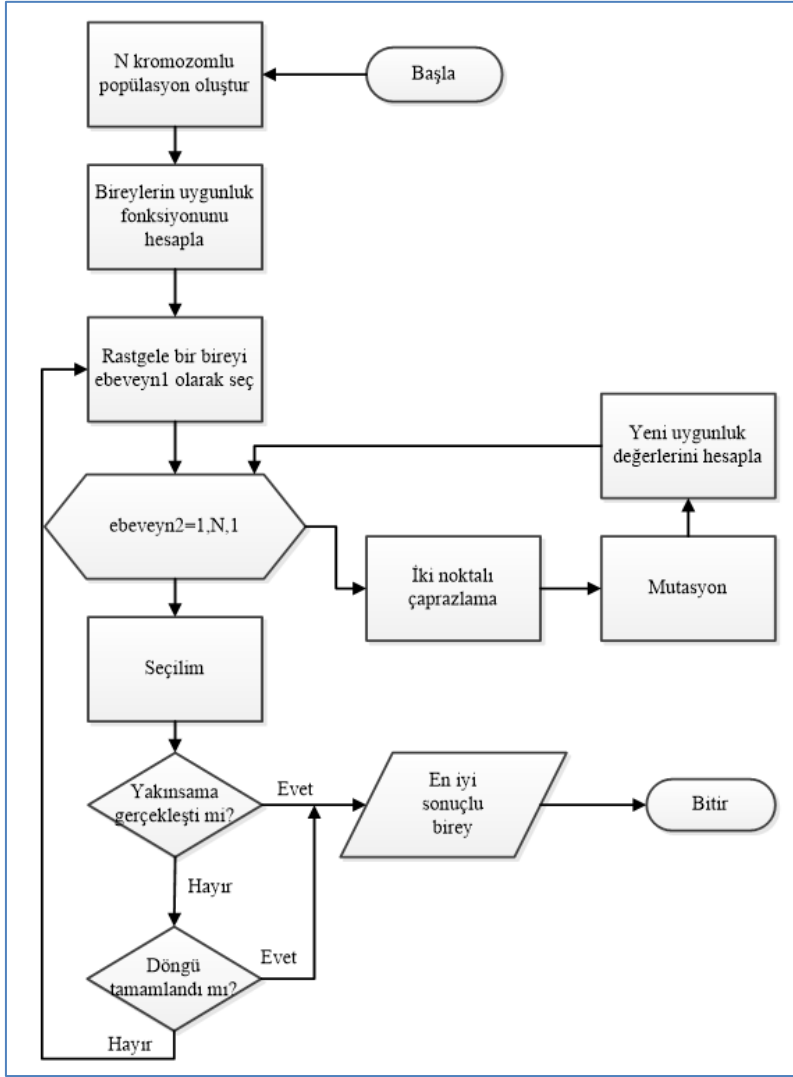 Başla
N kromozomlu
popülasyon oluştur
Bireylerin uygunluk
fonksiyonunu
hesapla
Rastgele bir bireyi
ebeveyn1 olarak seç
Yeni uygunluk
değerlerini hesapla
ebeveyn2=1,N,1
İki noktalı
çaprazlama
Mutasyon
Seçilim
Yakınsama
gerçekleşti mi?
Evet
En iyi
sonuçlu
birey
Bitir
Hayır
Döngü
tamamlandı mı?
Evet
Hayır